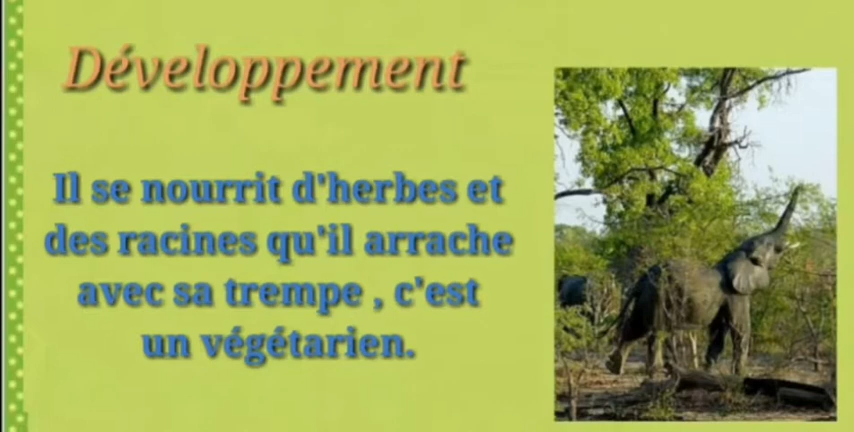 Développement
Il se nourrit d'herbes et
des racines qu'il arrache
avec sa trempe , c'est
un végétarien.